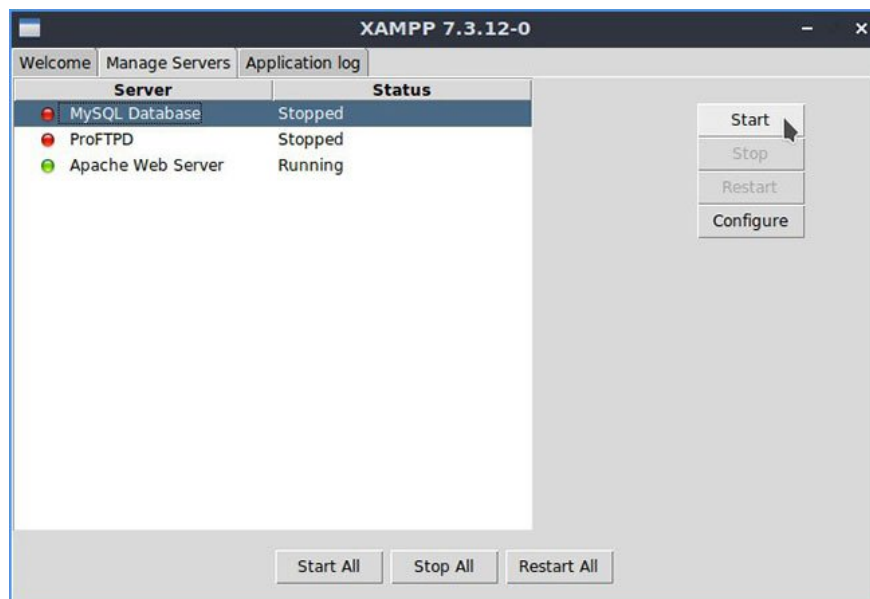 XAMPP 7.3.12-0
Welcome Manage Servers Application log
Server Status
MySQL Database Stopped
ProFTPD Stopped
Apache Web Server Running
Start
Stop
Restart
Configure
Start All Stop All Restart All